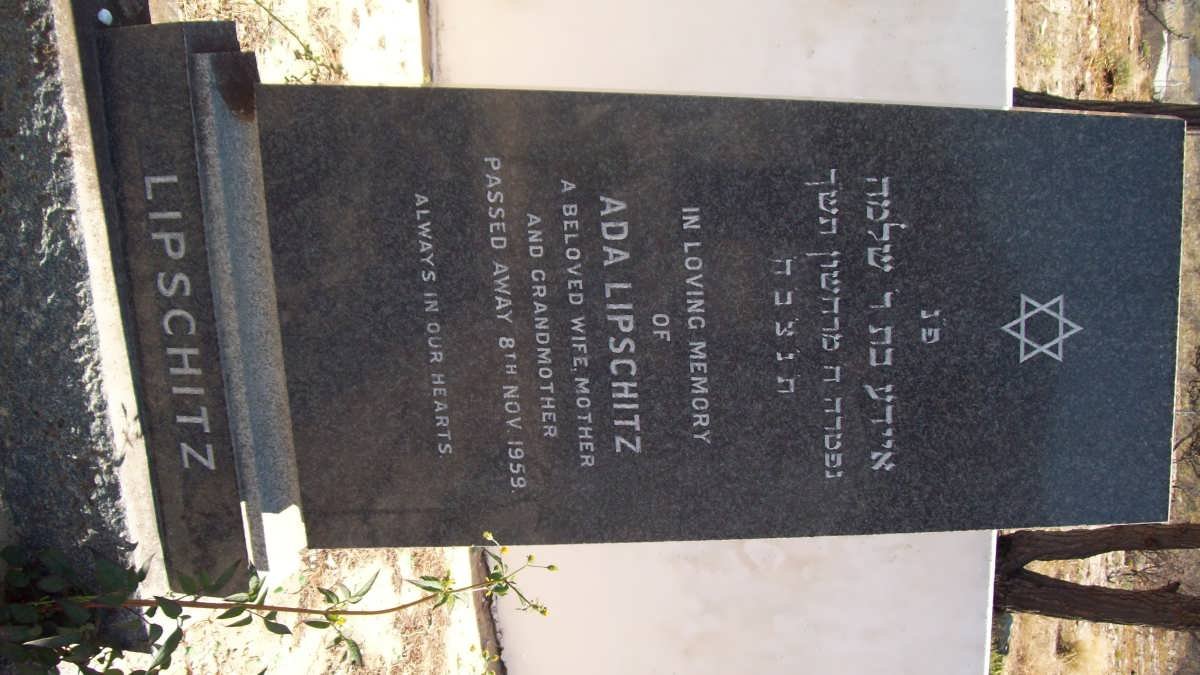 פ נ
אידע בת ר שלמה
נפטרה ה מרחשון תשך
ת נ צ ב ה
IN LOVING MEMORY
OF
ADA LIPSCHITZ
A BELOVED WIFE, MOTHER
AND GRANDMOTHER
PASSED AWAY 8TH NOV 1959.
ALWAYS IN OUR HEARTS
LIPSCHITZ